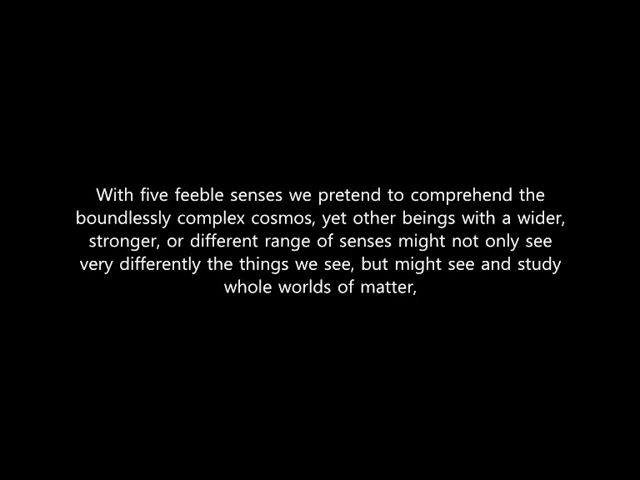 With five feeble senses we pretend to comprehend the
boundlessly complex cosmos, yet other beings with a wider,
stronger, or different range of senses might not only see
very differently the things we see, but might see and study
whole worlds of matter,